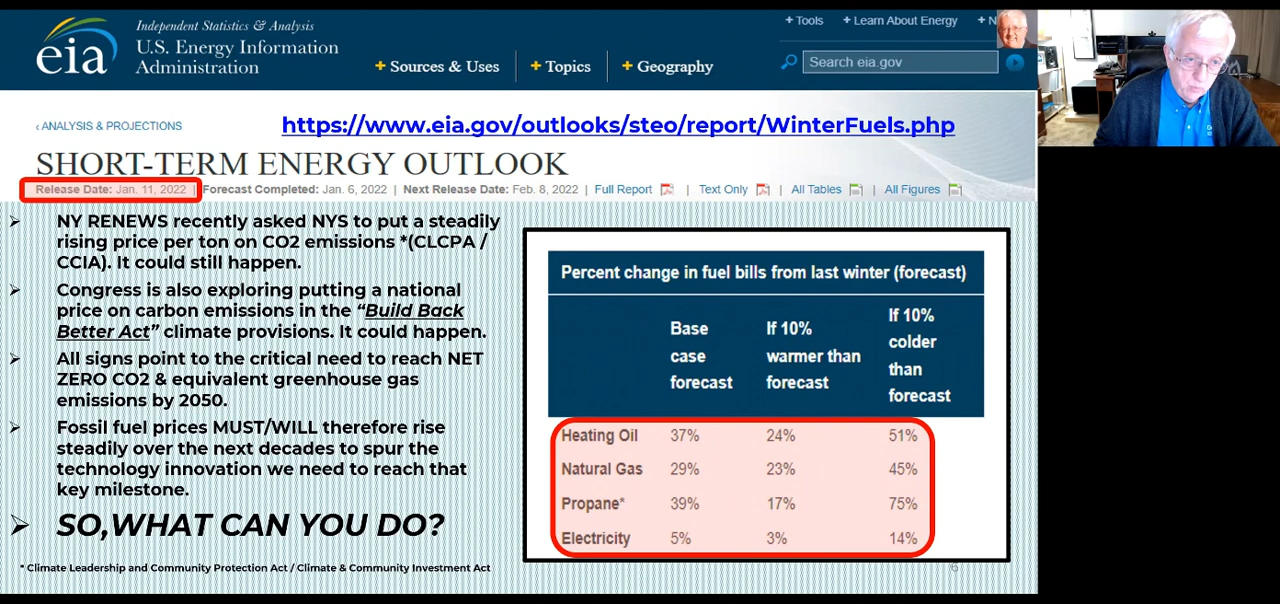 eia
Independent Statistics & Analysis
U.S. Energy Information
Administration
+ Sources & Uses
+ Topics
+ Geography
+ Tools
+ Learn About Energy
+ N
Search eia.gov
‹ ANALYSIS & PROJECTIONS
https://www.eia.gov/outlooks/steo/report/WinterFuels.php
SHORT-TERM ENERGY OUTLOOK
Release Date: Jan. 11, 2022 | Forecast Completed: Jan. 6, 2022 | Next Release Date: Feb. 8, 2022 | Full Report | Text Only | All Tables | All Figures
➢ NY RENEWS recently asked NYS to put a steadily
rising price per ton on CO2 emissions *(CLCPA /
CCIA). It could still happen.
➢ Congress is also exploring putting a national
price on carbon emissions in the “Build Back
Better Act” climate provisions. It could happen.
➢ All signs point to the critical need to reach NET
ZERO CO2 & equivalent greenhouse gas
emissions by 2050.
➢ Fossil fuel prices MUST/WILL therefore rise
steadily over the next decades to spur the
technology innovation we need to reach that
key milestone.
➢ SO,WHAT CAN YOU DO?
* Climate Leadership and Community Protection Act / Climate & Community Investment Act
Percent change in fuel bills from last winter (forecast)
Base
case
forecast
If 10%
warmer than
forecast
If 10%
colder
than
forecast
Heating Oil 37% 24% 51%
Natural Gas 29% 23% 45%
Propane* 39% 17% 75%
Electricity 5% 3% 14%
6